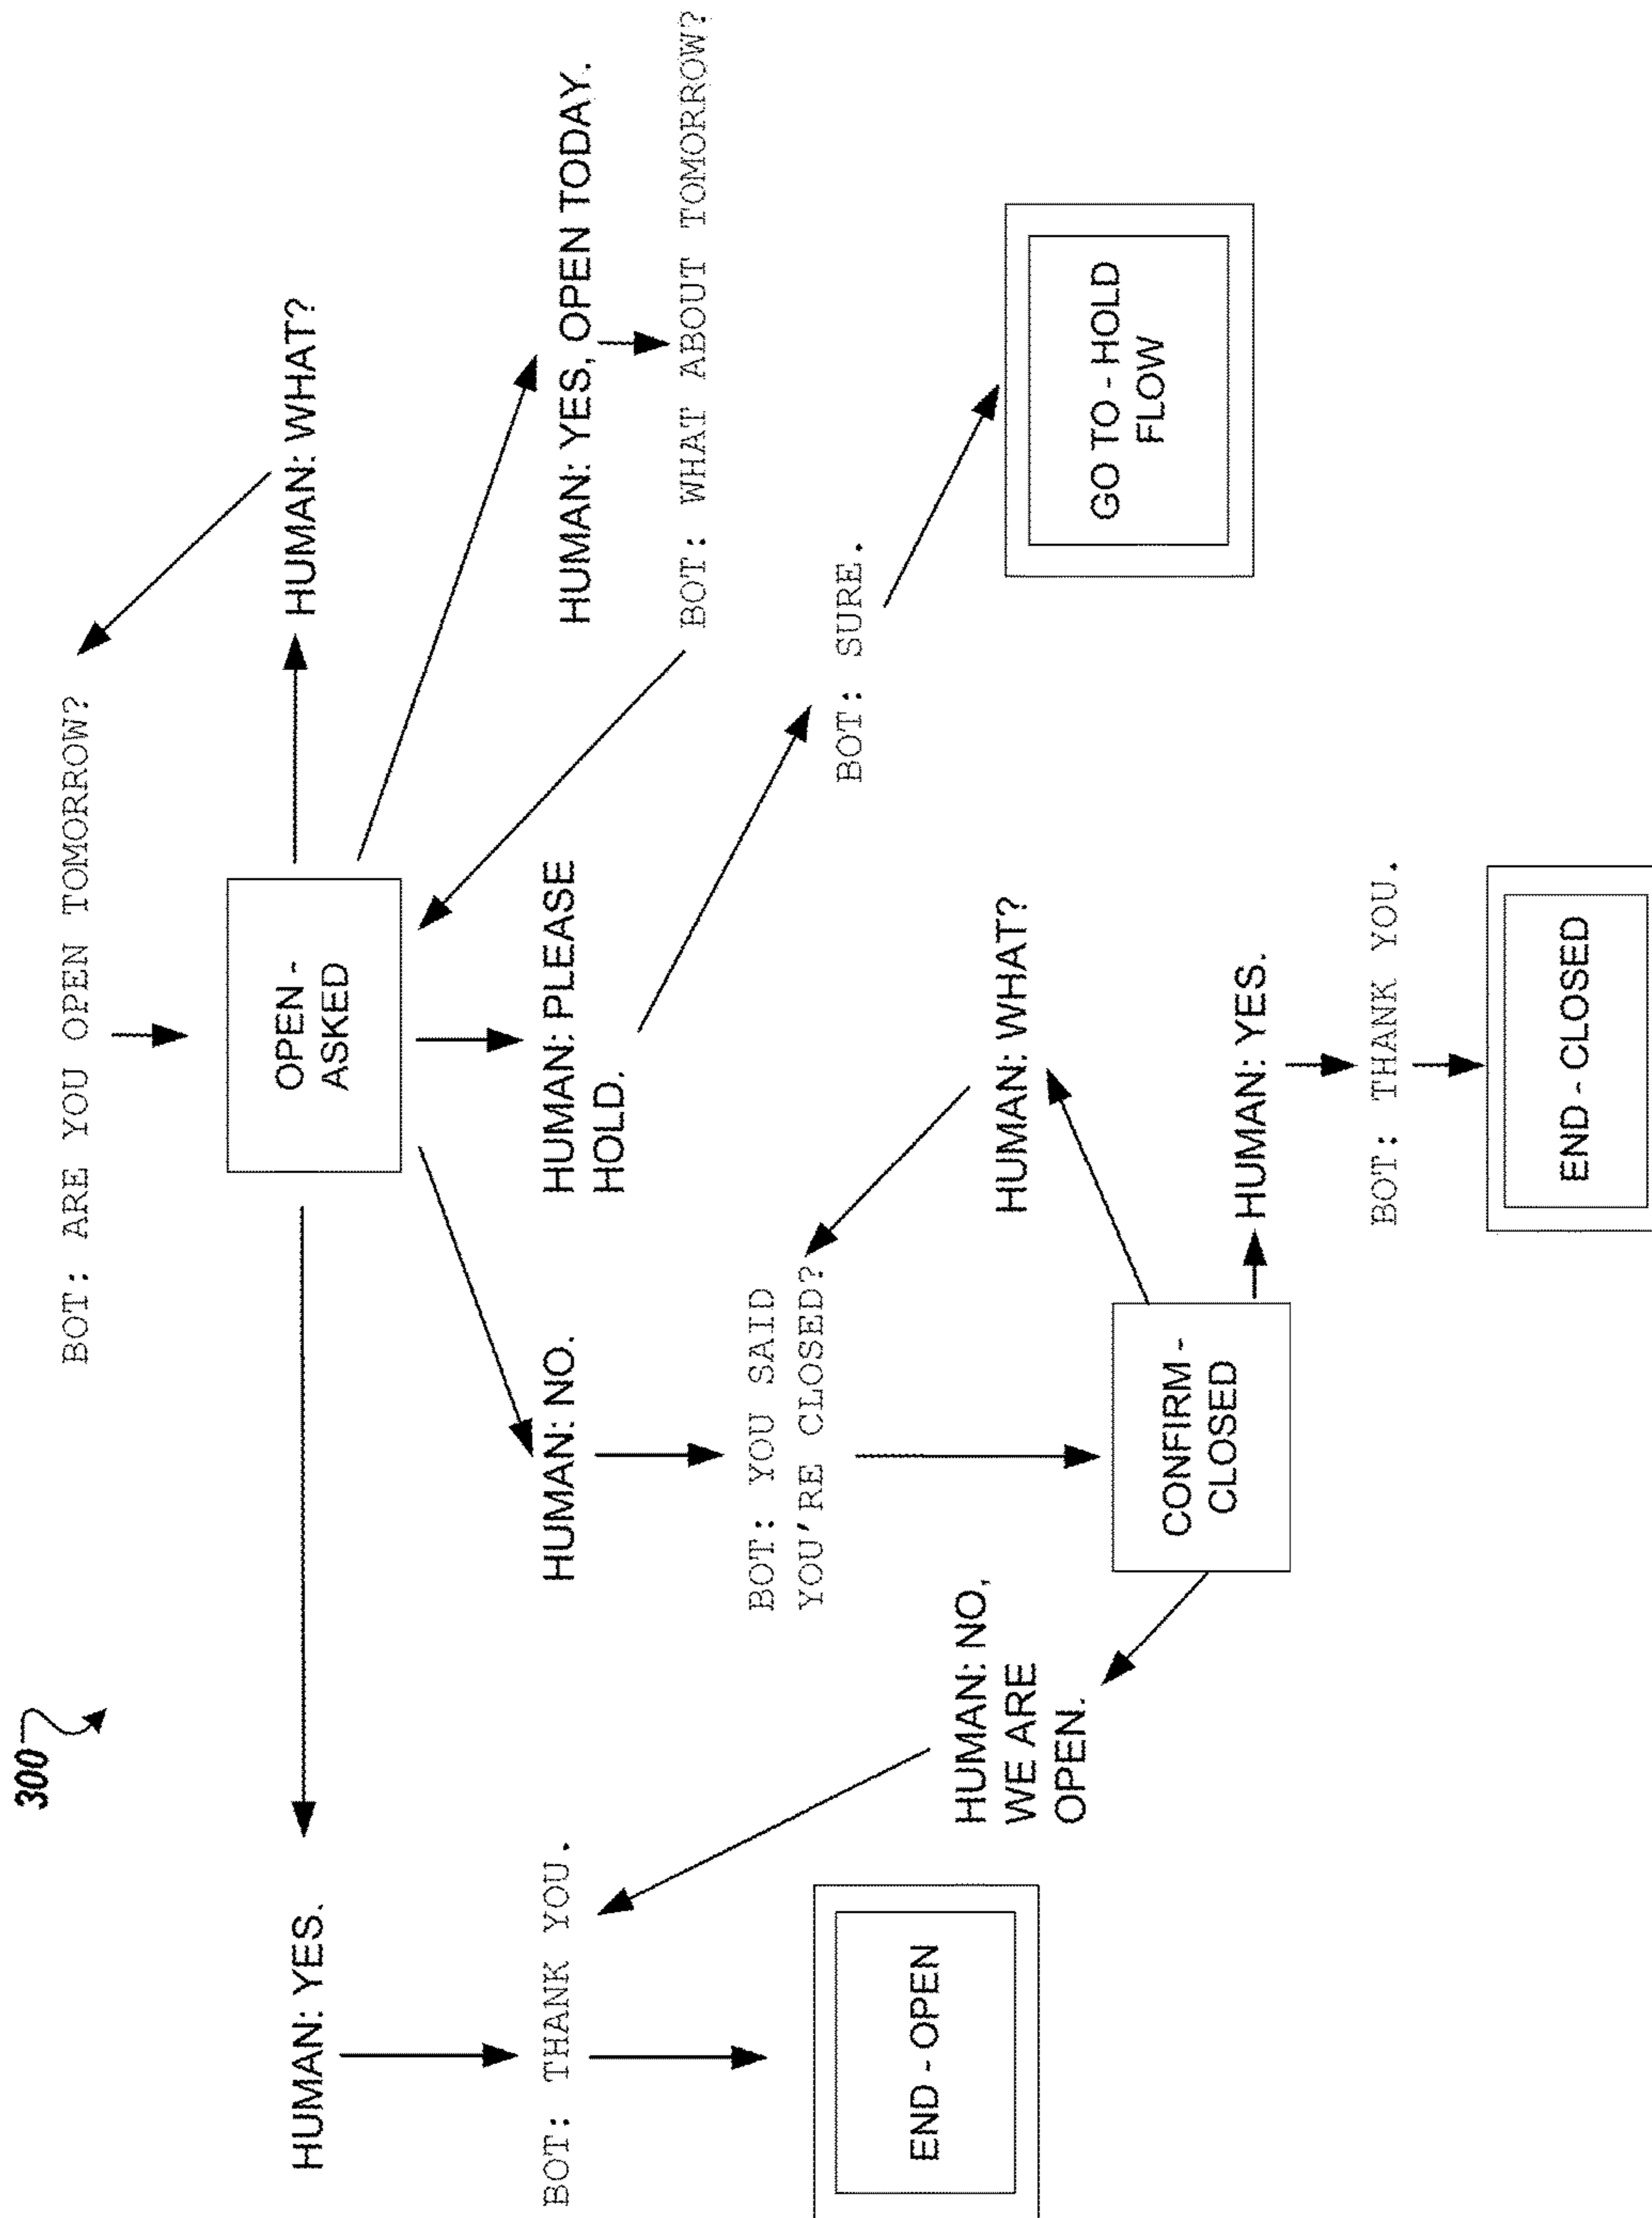 300
BOT: ARE YOU OPEN TOMORROW?
OPEN -
ASKED
HUMAN: YES.
HUMAN: WHAT?
HUMAN: NO.
HUMAN: PLEASE
HOLD.
HUMAN: YES, OPEN TODAY.
BOT: THANK YOU.
BOT: WHAT ABOUT TOMORROW?
BOT: YOU SAID
YOU'RE CLOSED?
BOT: SURE.
END - OPEN
HUMAN: NO,
WE ARE
OPEN.
HUMAN: WHAT?
GO TO - HOLD
FLOW
CONFIRM -
CLOSED
HUMAN: YES.
BOT: THANK YOU.
END - CLOSED